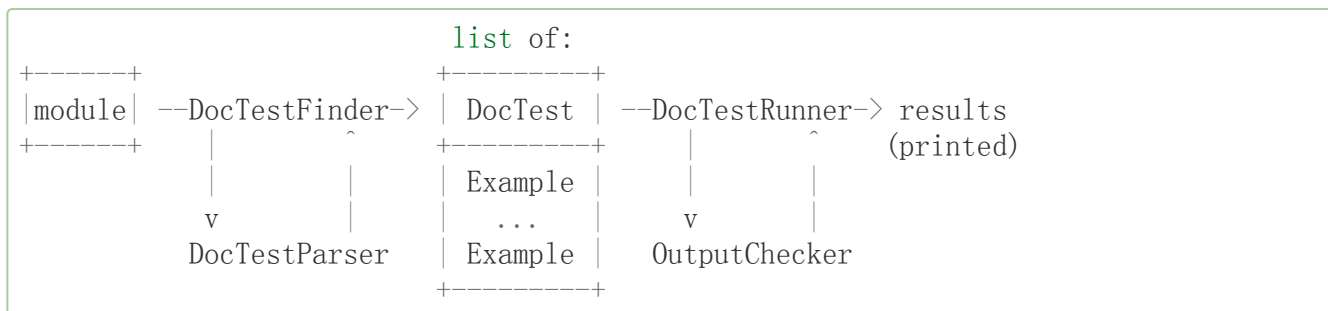 list of:
+------+                   +---------+
|module| --DocTestFinder-> | DocTest | --DocTestRunner-> results
+------+    |        ^     +---------+     |       ^    (printed)
            |        |     | Example |     |       |
            v        |     |   ...   |     v       |
           DocTestParser   | Example |   OutputChecker
                           +---------+